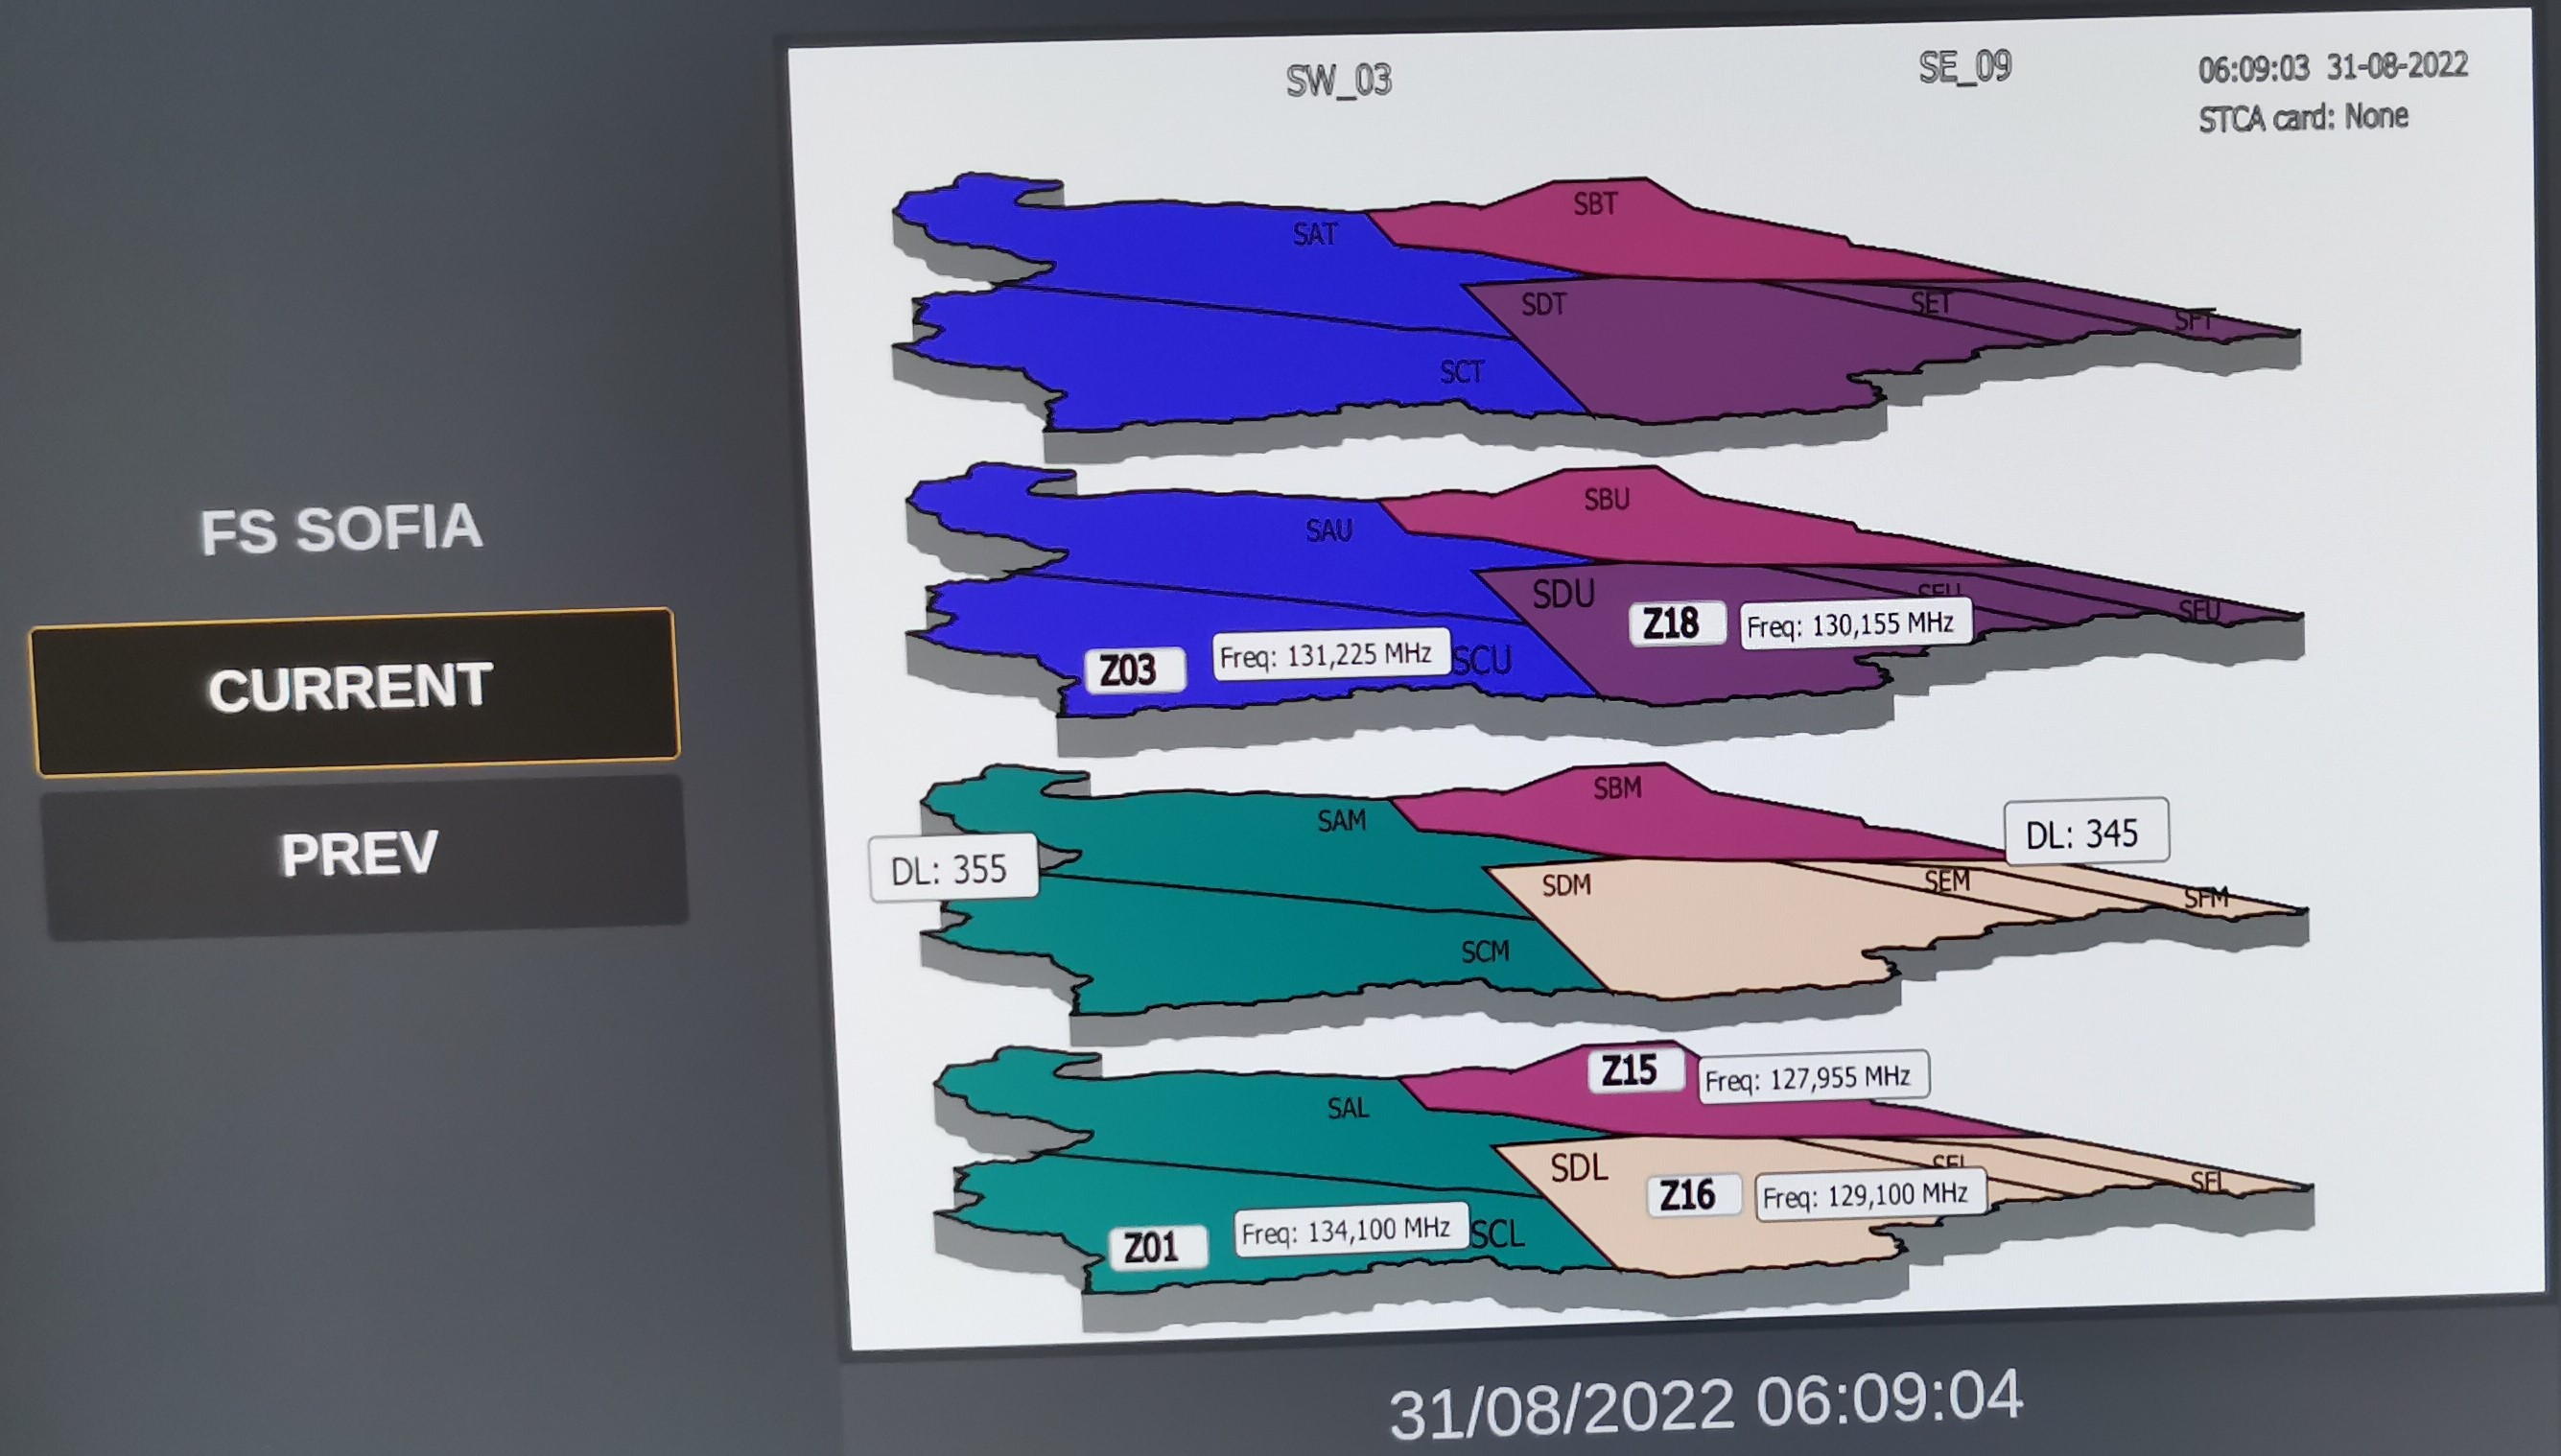 SW_03
SE_09
06:09:03 31-08-2022
STCA card: None
SBT
SAT
SDT
SET
SFT
SCT
SBU
SAU
SDU
Z18
Freq: 130,155 MHz
SEU
SFU
Z03
Freq: 131,225 MHz
SCU
FS SOFIA
CURRENT
PREV
SBM
SAM
DL: 345
DL: 355
SDM
SEM
SFM
SCM
Z15
Freq: 127,955 MHz
SAL
SDL
SEL
SFL
Z16
Freq: 129,100 MHz
Z01
Freq: 134,100 MHz
SCL
31/08/2022 06:09:04